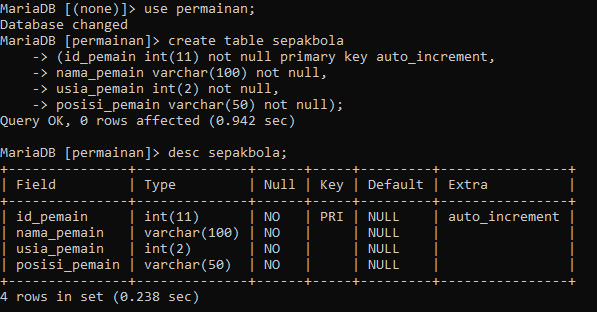 MariaDB [(none)]> use permainan;
Database changed
MariaDB [permainan]> create table sepakbola
    -> (id_pemain int(11) not null primary key auto_increment,
    -> nama_pemain varchar(100) not null,
    -> usia_pemain int(2) not null,
    -> posisi_pemain varchar(50) not null);
Query OK, 0 rows affected (0.942 sec)

MariaDB [permainan]> desc sepakbola;
+---------------+--------------+------+-----+---------+----------------+
| Field         | Type         | Null | Key | Default | Extra          |
+---------------+--------------+------+-----+---------+----------------+
| id_pemain     | int(11)      | NO   | PRI | NULL    | auto_increment |
| nama_pemain   | varchar(100) | NO   |     | NULL    |                |
| usia_pemain   | int(2)       | NO   |     | NULL    |                |
| posisi_pemain | varchar(50)  | NO   |     | NULL    |                |
+---------------+--------------+------+-----+---------+----------------+
4 rows in set (0.238 sec)